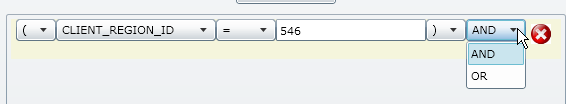 ( CLIENT_REGION_ID = 546 ) AND
AND
OR